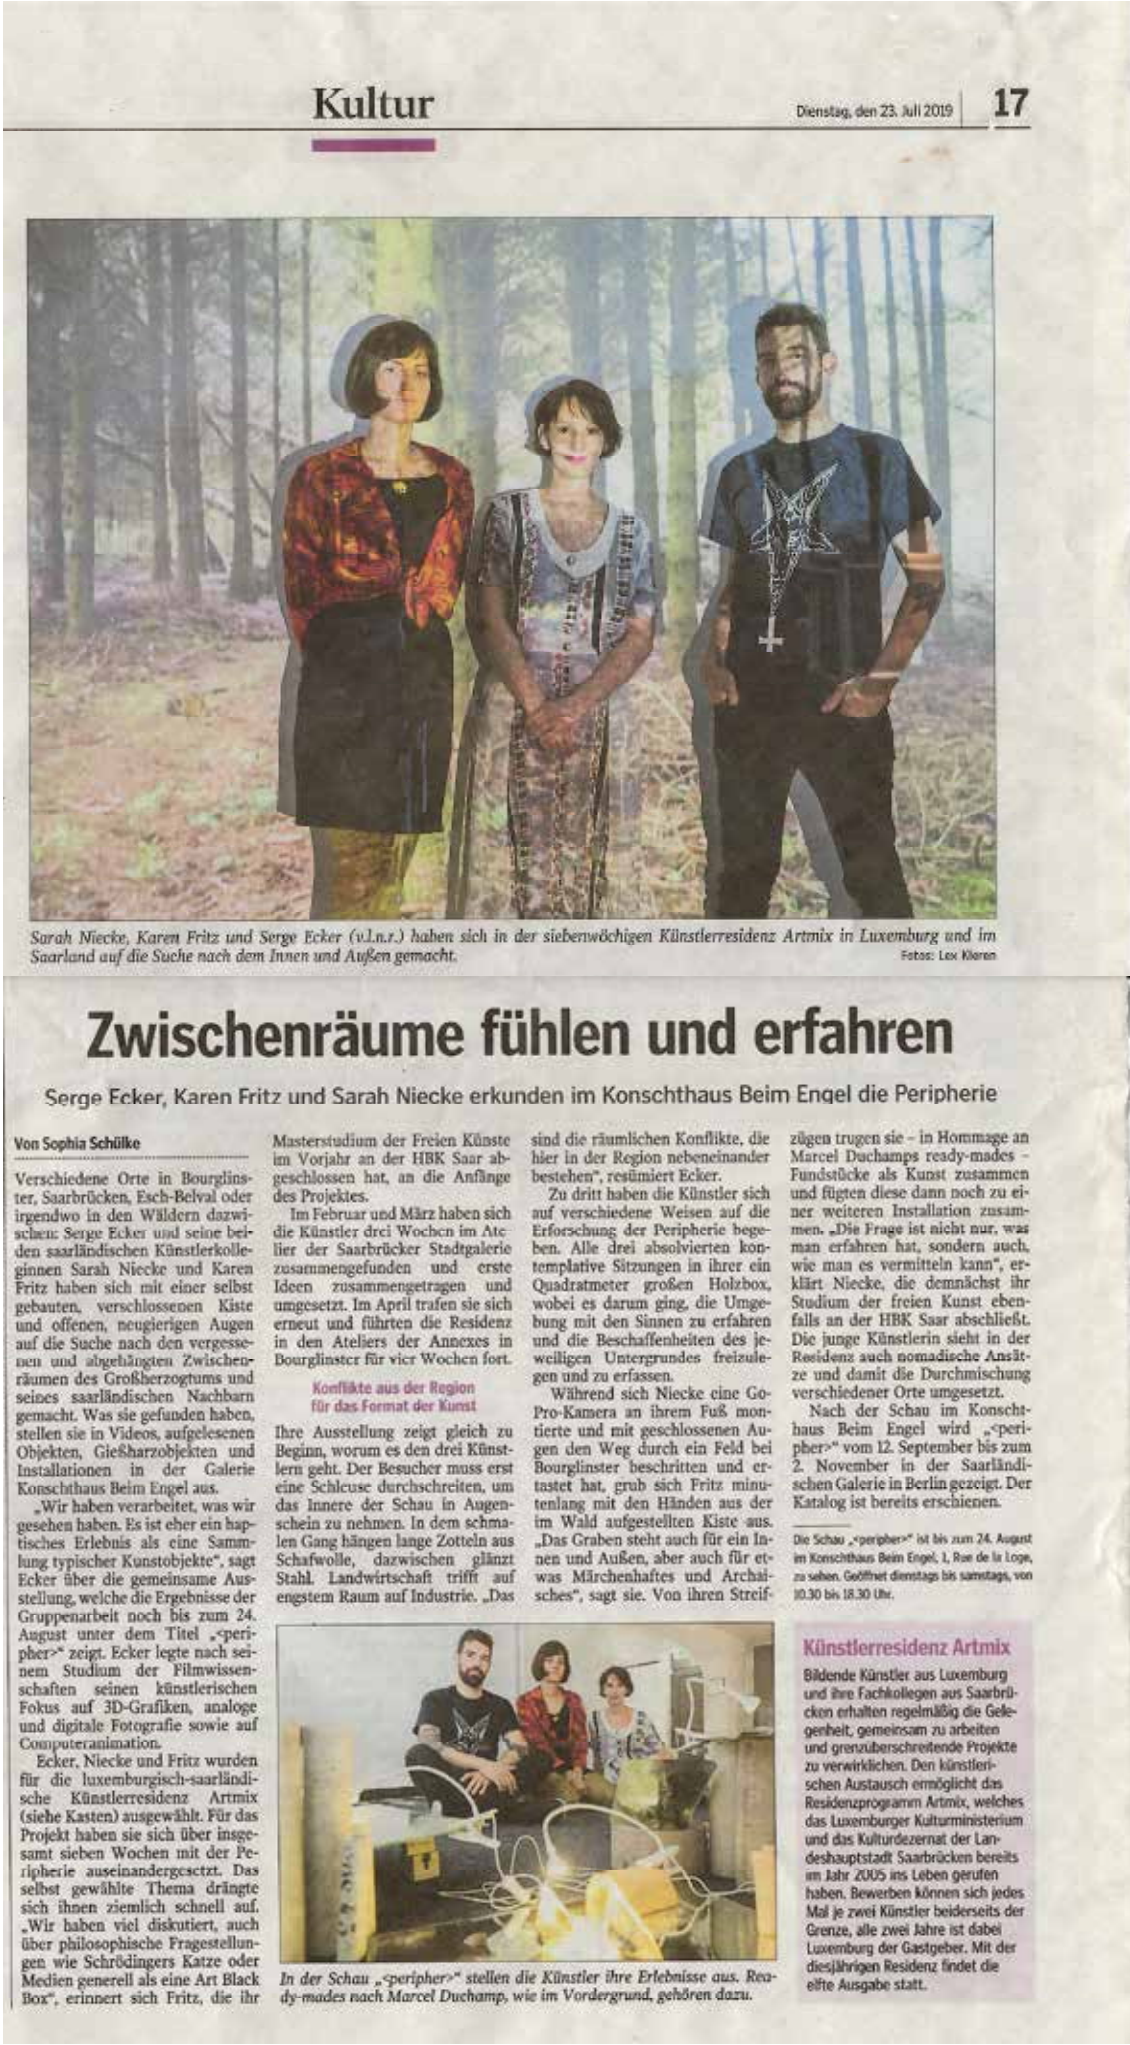 Kultur
Dienstag, den 23. Juli 2019
17
Sarah Niecke, Karen Fritz und Serge Ecker (v.l.n.r.) haben sich in der siebenwöchigen Künstlerresidenz Artmix in Luxemburg und im
Saarland auf die Suche nach dem Innen und Außen gemacht.
Fotos: Lex Kleren
Zwischenräume fühlen und erfahren
Serge Ecker, Karen Fritz und Sarah Niecke erkunden im Konschthaus Beim Engel die Peripherie
Von Sophia Schülke
Verschiedene Orte in Bourglins-
ter, Saarbrücken, Esch-Belval oder
irgendwo in den Wäldern dazwi-
schen: Serge Ecker und seine bei-
den saarländischen Künstlerkolle-
ginnen Sarah Niecke und Karen
Fritz haben sich mit einer selbst
gebauten, verschlossenen Kiste
und offenen, neugierigen Augen
auf die Suche nach den vergesse-
nen und abgehängten Zwischen-
räumen des Großherzogtums und
seines saarländischen Nachbarn
gemacht. Was sie gefunden haben,
stellen sie in Videos, aufgelesenen
Objekten, Gießharzobjekten und
Installationen in der Galerie
Konschthaus Beim Engel aus.
„Wir haben verarbeitet, was wir
gesehen haben. Es ist eher ein hap-
tisches Erlebnis als eine Samm-
lung typischer Kunstobjekte“, sagt
Ecker über die gemeinsame Aus-
stellung, welche die Ergebnisse der
Gruppenarbeit noch bis zum 24.
August unter dem Titel „<peri-
pher>“ zeigt. Ecker legte nach sei-
nem Studium der Filmwissen-
schaften seinen künstlerischen
Fokus auf 3D-Grafiken, analoge
und digitale Fotografie sowie auf
Computeranimation.
Ecker, Niecke und Fritz wurden
für die luxemburgisch-saarländi-
sche Künstlerresidenz Artmix
(siehe Kasten) ausgewählt. Für das
Projekt haben sie sich über insge-
samt sieben Wochen mit der Pe-
ripherie auseinandergesetzt. Das
selbst gewählte Thema drängte
sich ihnen ziemlich schnell auf.
„Wir haben viel diskutiert, auch
über philosophische Fragestellun-
gen wie Schrödingers Katze oder
Medien generell als eine Art Black
Box“, erinnert sich Fritz, die ihr
Masterstudium der Freien Künste
im Vorjahr an der HBK Saar ab-
geschlossen hat, an die Anfänge
des Projektes.
Im Februar und März haben sich
die Künstler drei Wochen im Ate-
lier der Saarbrücker Stadtgalerie
zusammengefunden und erste
Ideen zusammengetragen und
umgesetzt. Im April trafen sie sich
erneut und führten die Residenz
in den Ateliers der Annexes in
Bourglinster für vier Wochen fort.
Konflikte aus der Region
für das Format der Kunst
Ihre Ausstellung zeigt gleich zu
Beginn, worum es den drei Künst-
lern geht. Der Besucher muss erst
eine Schleuse durchschreiten, um
das Innere der Schau in Augen-
schein zu nehmen. In dem schma-
len Gang hängen lange Zotteln aus
Schafwolle, dazwischen glänzt
Stahl. Landwirtschaft trifft auf
engstem Raum auf Industrie. „Das
sind die räumlichen Konflikte, die
hier in der Region nebeneinander
bestehen“, resümiert Ecker.
Zu dritt haben die Künstler sich
auf verschiedene Weisen auf die
Erforschung der Peripherie bege-
ben. Alle drei absolvierten kon-
templative Sitzungen in ihrer ein
Quadratmeter großen Holzbox,
wobei es darum ging, die Umge-
bung mit den Sinnen zu erfahren
und die Beschaffenheiten des je-
weiligen Untergrundes freizule-
gen und zu erfassen.
Während sich Niecke eine Go-
Pro-Kamera an ihrem Fuß mon-
tierte und mit geschlossenen Au-
gen den Weg durch ein Feld bei
Bourglinster beschritten und er-
tastet hat, grub sich Fritz minu-
tenlang mit den Händen aus der
im Wald aufgestellten Kiste aus.
„Das Graben steht auch für ein In-
nen und Außen, aber auch für et-
was Märchenhaftes und Archai-
sches“, sagt sie. Von ihren Streif-
zügen trugen sie – in Hommage an
Marcel Duchamps ready-mades –
Fundstücke als Kunst zusammen
und fügten diese dann noch zu ei-
ner weiteren Installation zusam-
men. „Die Frage ist nicht nur, was
man erfahren hat, sondern auch,
wie man es vermitteln kann“, er-
klärt Niecke, die demnächst ihr
Studium der freien Kunst eben-
falls an der HBK Saar abschließt.
Die junge Künstlerin sieht in der
Residenz auch nomadische Ansät-
ze und damit die Durchmischung
verschiedener Orte umgesetzt.
Nach der Schau im Konscht-
haus Beim Engel wird „<peri-
pher>“ vom 12. September bis zum
2. November in der Saarländi-
schen Galerie in Berlin gezeigt. Der
Katalog ist bereits erschienen.
Die Schau „<peripher>“ ist bis zum 24. August
im Konschthaus Beim Engel, 1, Rue de la Loge,
zu sehen. Geöffnet dienstags bis samstags, von
10.30 bis 18.30 Uhr.
In der Schau „<peripher>“ stellen die Künstler ihre Erlebnisse aus. Rea-
dy-mades nach Marcel Duchamp, wie im Vordergrund, gehören dazu.
Künstlerresidenz Artmix
Bildende Künstler aus Luxemburg
und ihre Fachkollegen aus Saarbrü-
cken erhalten regelmäßig die Gele-
genheit, gemeinsam zu arbeiten
und grenzüberschreitende Projekte
zu verwirklichen. Den künstleri-
schen Austausch ermöglicht das
Residenzprogramm Artmix, welches
das Luxemburger Kulturministerium
und das Kulturdezernat der Lan-
deshauptstadt Saarbrücken bereits
im Jahr 2005 ins Leben gerufen
haben. Bewerben können sich jedes
Mal je zwei Künstler beiderseits der
Grenze, alle zwei Jahre ist dabei
Luxemburg der Gastgeber. Mit der
diesjährigen Residenz findet die
elfte Ausgabe statt.